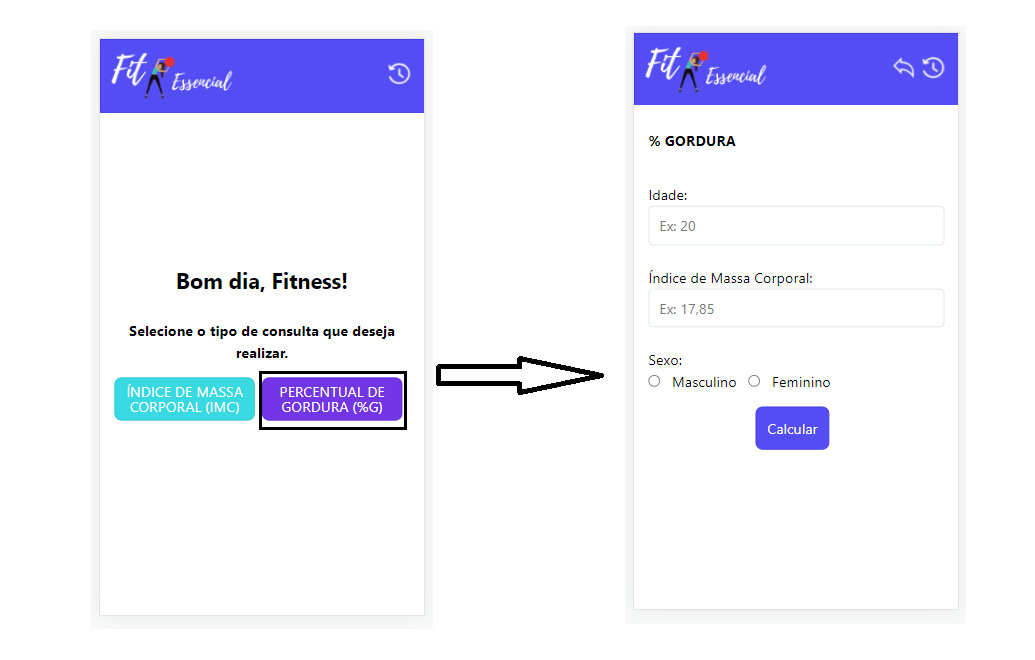 Fit Essencial
Bom dia, Fitness!
Selecione o tipo de consulta que deseja
realizar.
ÍNDICE DE MASSA
CORPORAL (IMC)
PERCENTUAL DE
GORDURA (%G)
Fit Essencial
% GORDURA
Idade:
Ex: 20
Índice de Massa Corporal:
Ex: 17,85
Sexo:
Masculino Feminino
Calcular